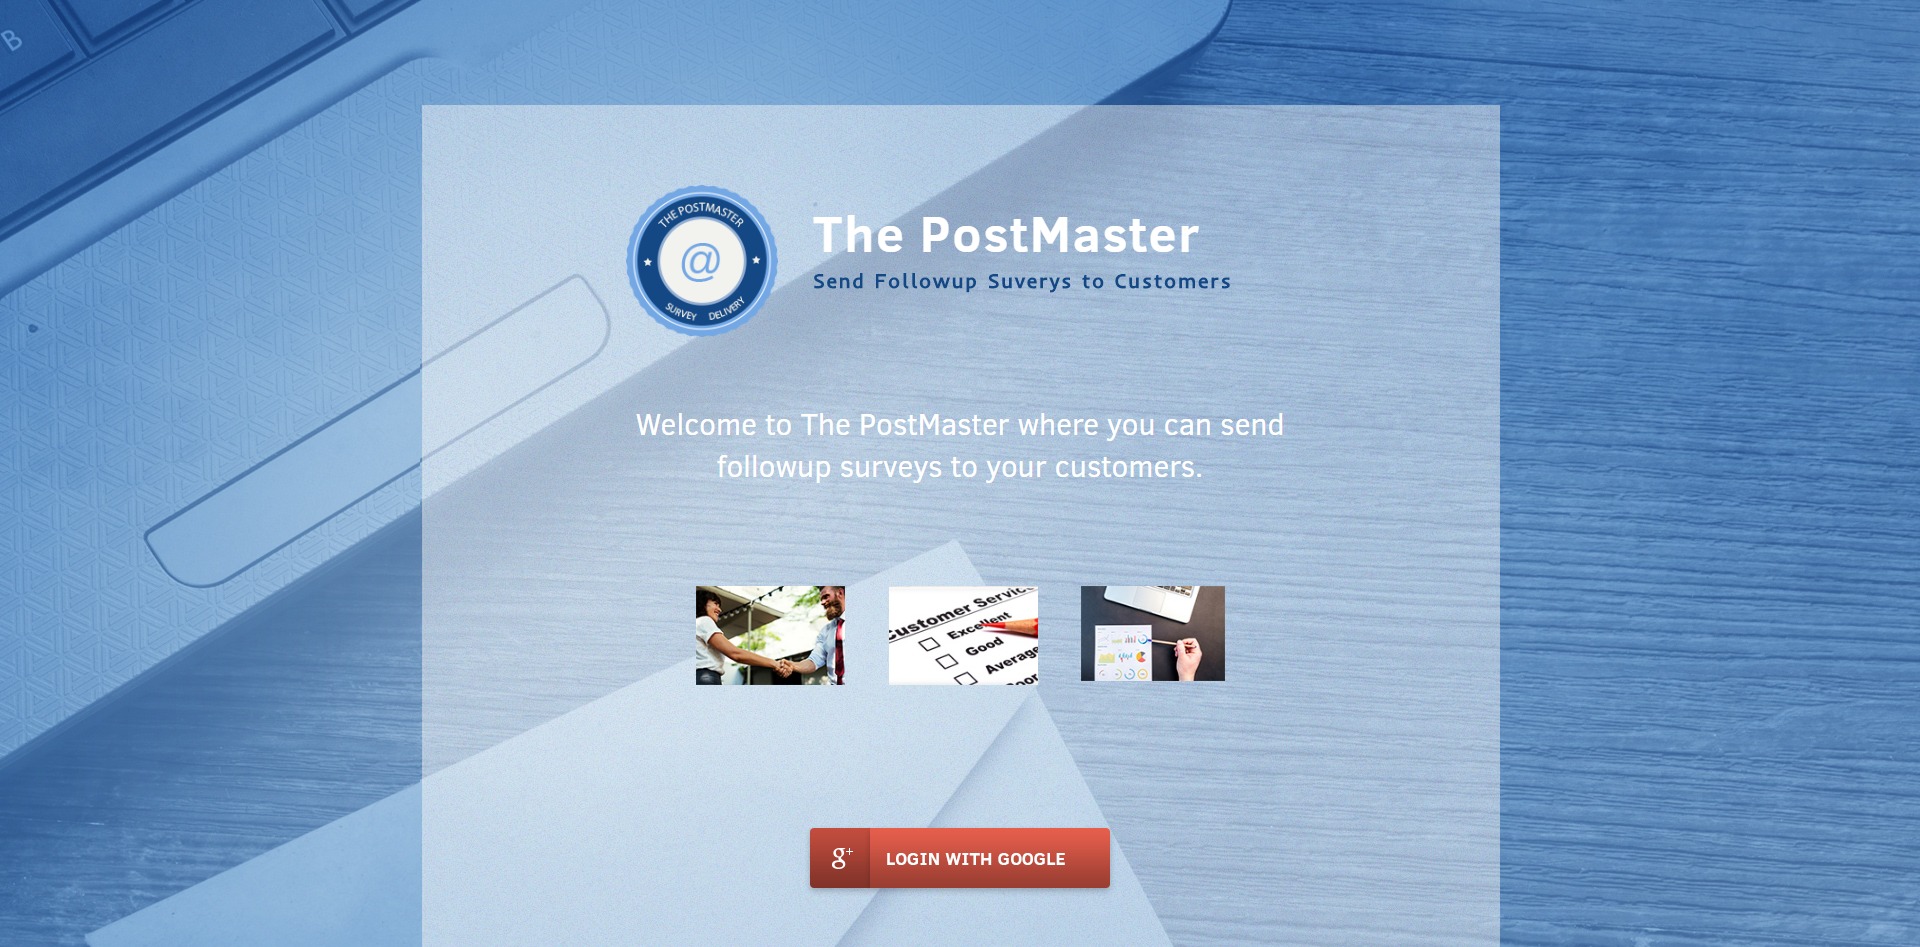 B
THE POSTMASTER
@
SURVEY DELIVERY
The PostMaster
Send Followup Suverys to Customers
Welcome to The PostMaster where you can send
followup surveys to your customers.
Customer Service
Excellent
Good
Average
Poor
g+
LOGIN WITH GOOGLE